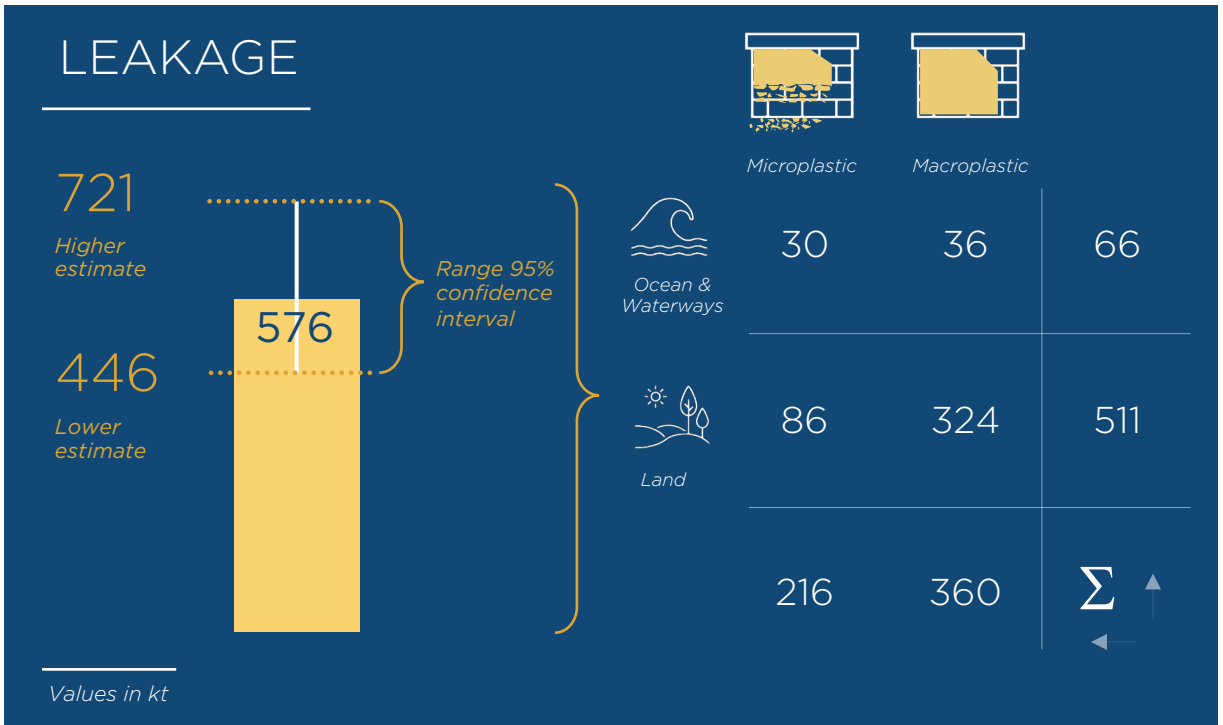 LEAKAGE
Microplastic Macroplastic
721
Higher
estimate
Range 95%
confidence
interval
576
446
Lower
estimate
Ocean &
Waterways
30 36 66
Land
86 324 511
216 360 Σ
Values in kt